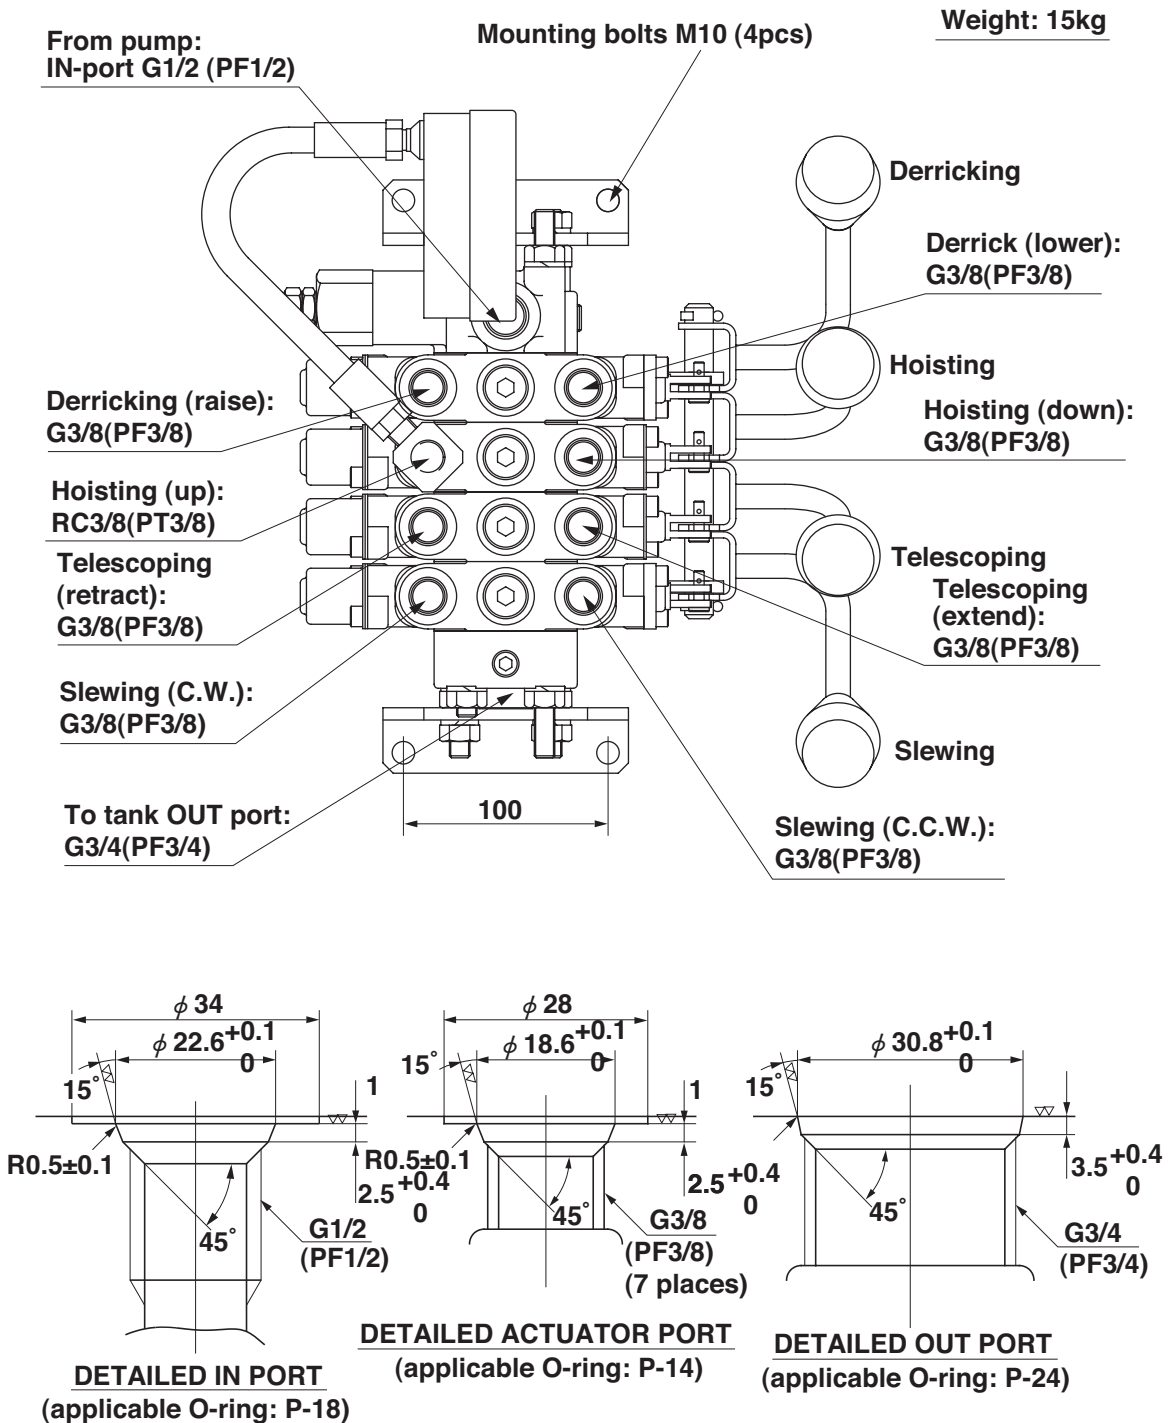 Weight: 15kg
From pump:
IN-port G1/2 (PF1/2)
Mounting bolts M10 (4pcs)
Derricking
Derrick (lower):
G3/8(PF3/8)
Hoisting
Derricking (raise):
G3/8(PF3/8)
Hoisting (down):
G3/8(PF3/8)
Hoisting (up):
RC3/8(PT3/8)
Telescoping
(retract):
G3/8(PF3/8)
Telescoping
Telescoping
(extend):
G3/8(PF3/8)
Slewing (C.W.):
G3/8(PF3/8)
Slewing
To tank OUT port:
G3/4(PF3/4)
100
Slewing (C.C.W.):
G3/8(PF3/8)
φ 34
φ 22.6 +0.1
0
15°
1
R0.5±0.1
2.5 +0.4
0
45°
G1/2
(PF1/2)
DETAILED IN PORT
(applicable O-ring: P-18)
φ 28
φ 18.6 +0.1
0
15°
1
R0.5±0.1
2.5 +0.4
0
45°
G3/8
(PF3/8)
(7 places)
DETAILED ACTUATOR PORT
(applicable O-ring: P-14)
φ 30.8 +0.1
0
15°
3.5 +0.4
0
45°
G3/4
(PF3/4)
DETAILED OUT PORT
(applicable O-ring: P-24)